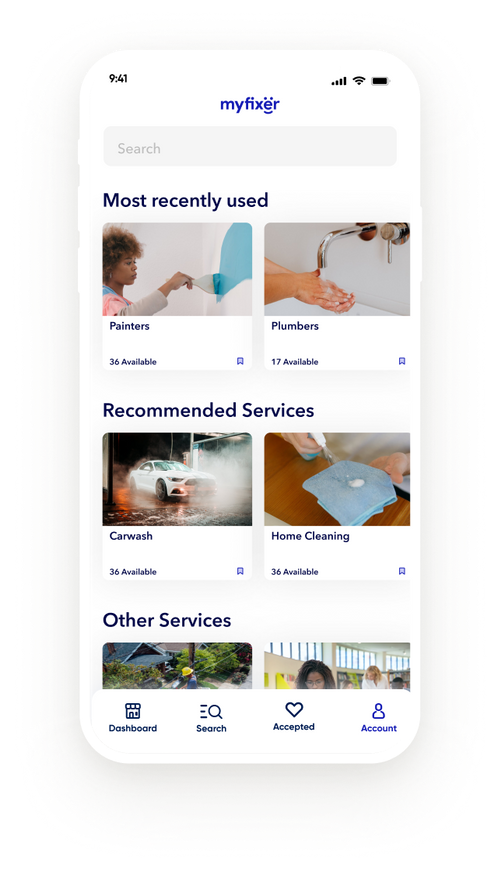 9:41
myfixër
Search
Most recently used
Painters
Plumbers
36 Available
17 Available
Recommended Services
Carwash
Home Cleaning
36 Available
36 Available
Other Services
Dashboard
Search
Accepted
Account